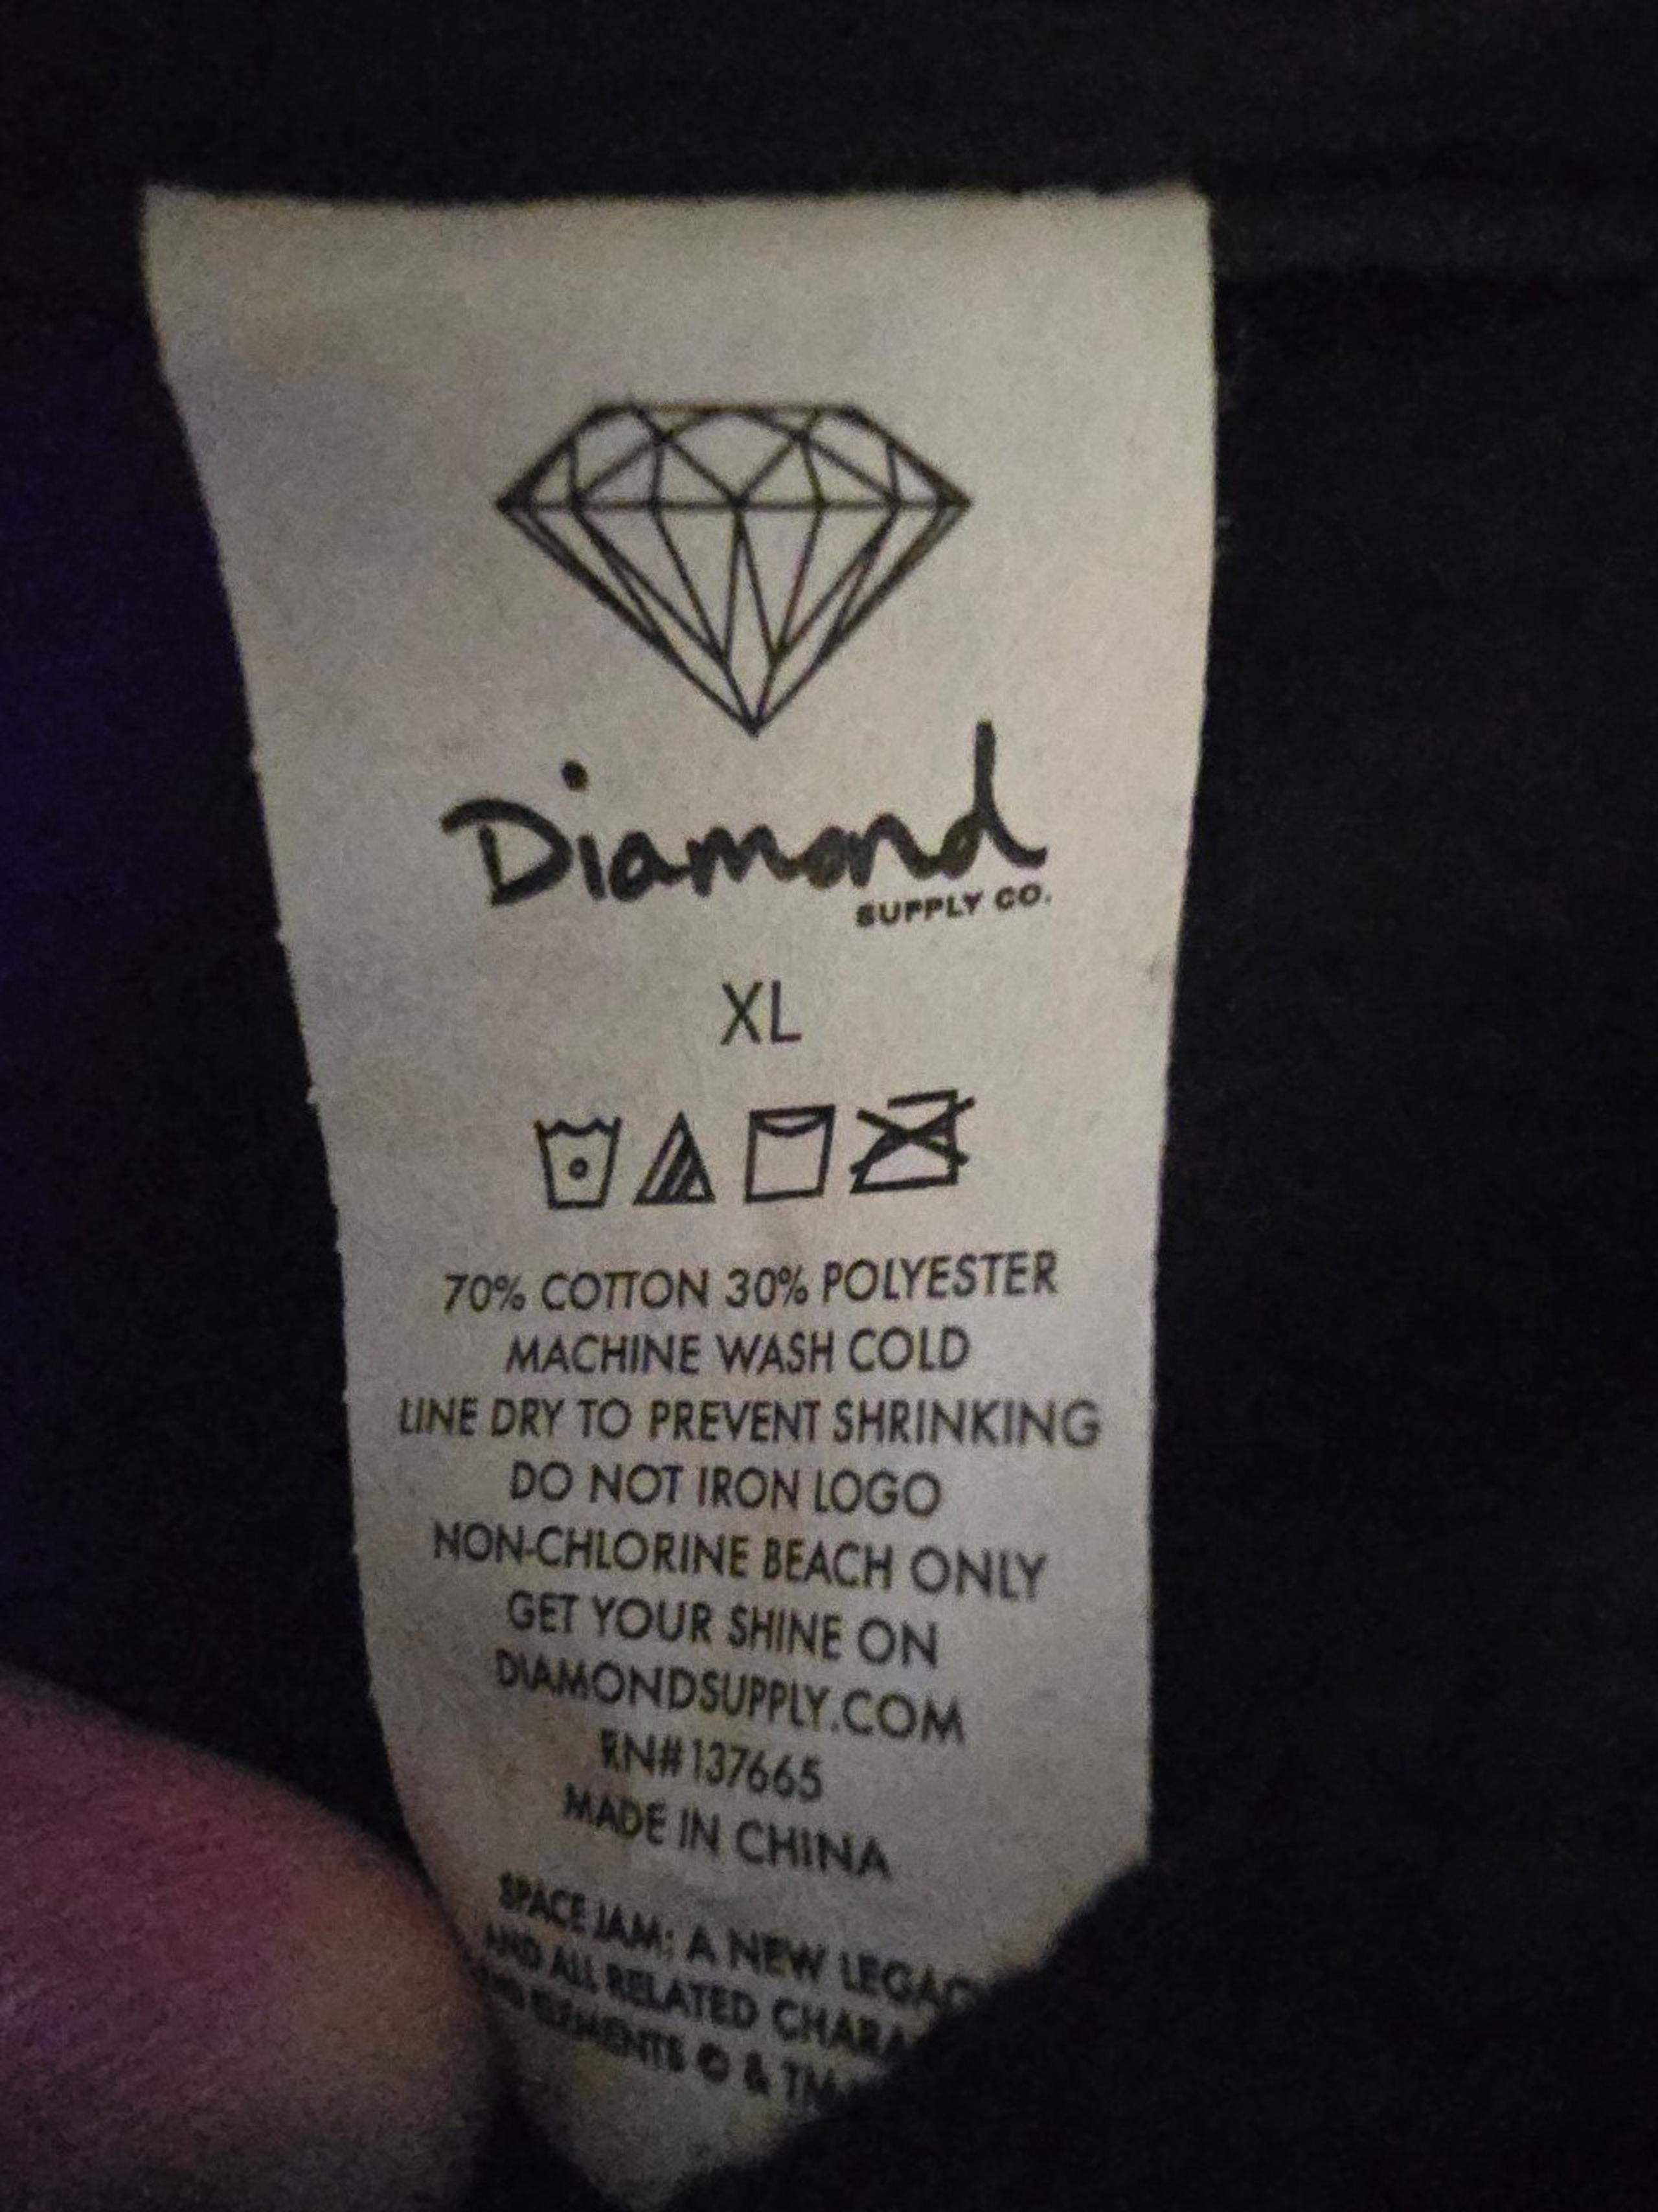 Diamond
SUPPLY CO.
XL
70% COTTON 30% POLYESTER
MACHINE WASH COLD
LINE DRY TO PREVENT SHRINKING
DO NOT IRON LOGO
NON-CHLORINE BEACH ONLY
GET YOUR SHINE ON
DIAMONDSUPPLY.COM
RN#137665
MADE IN CHINA
SPACE JAM: A NEW LEGACY
AND ALL RELATED
© & TM